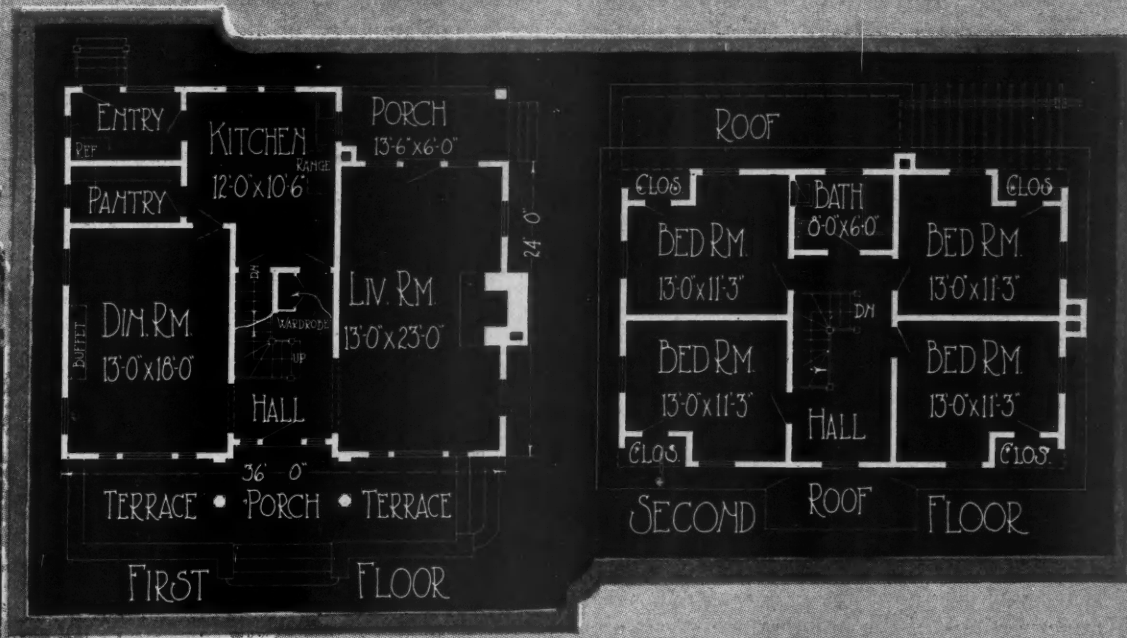 ENTRY
REF
PANTRY
KITCHEN
RANGE
12'-0"x10'-6"
PORCH
13'-6"x6'-0"
24'-0"
DIN. RM.
BUFFET
13'-0"x18'-0"
DN
WARDROBE
UP
LIV. RM.
13'-0"x23'-0"
HALL
36' 0"
TERRACE PORCH TERRACE
FIRST FLOOR
ROOF
CLOS.
BATH
8'-0"x6'-0"
CLOS.
BED RM.
13'-0"x11'-3"
BED RM.
13'-0"x11'-3"
DN
BED RM.
13'-0"x11'-3"
BED RM.
13'-0"x11'-3"
HALL
CLOS.
CLOS.
ROOF
SECOND FLOOR